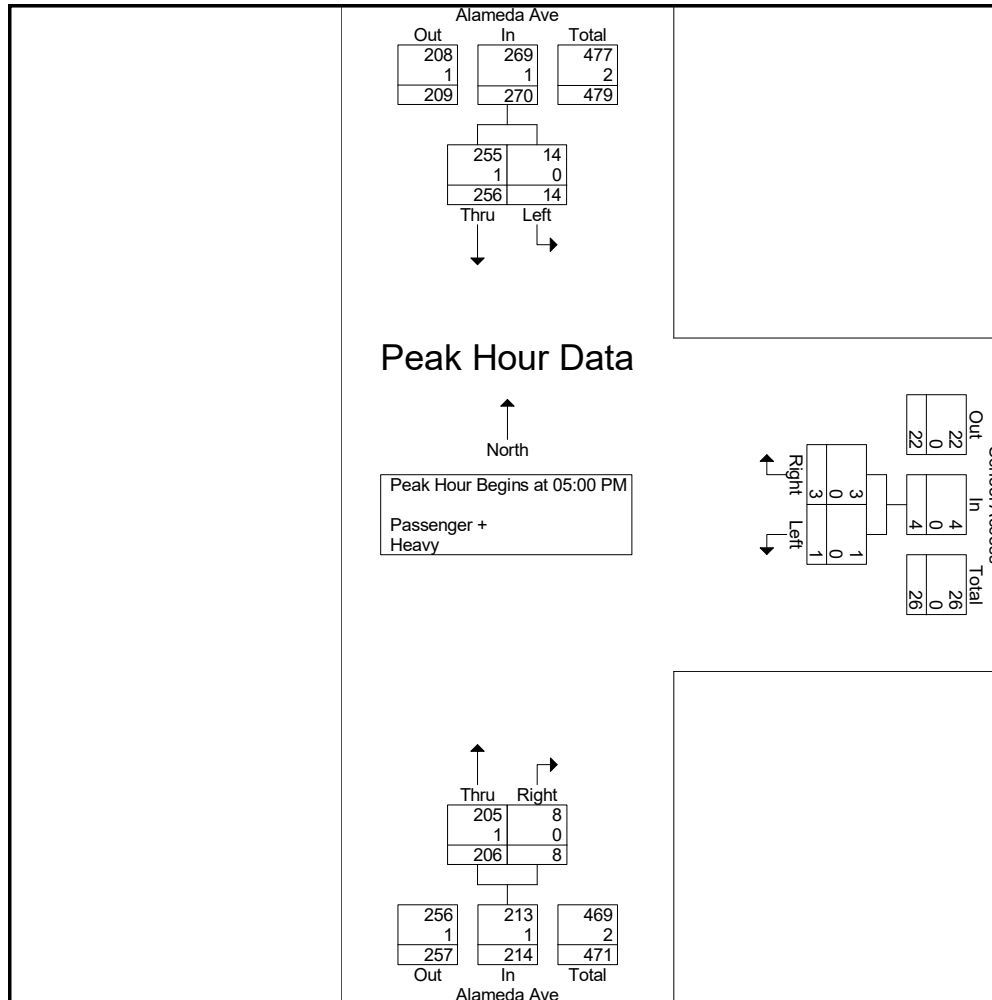 Alameda Ave
Out In Total
208 269 477
1 1 2
209 270 479
255 14
1 0
256 14
Thru Left
Peak Hour Data
North
Peak Hour Begins at 05:00 PM
Passenger +
Heavy
Out
22
0
22
In
4
0
4
Total
26
0
26
Right
3
0
3
Left
1
0
1
Thru Right
205 8
1 0
206 8
256 213 469
1 1 2
257 214 471
Out In Total
Alameda Ave